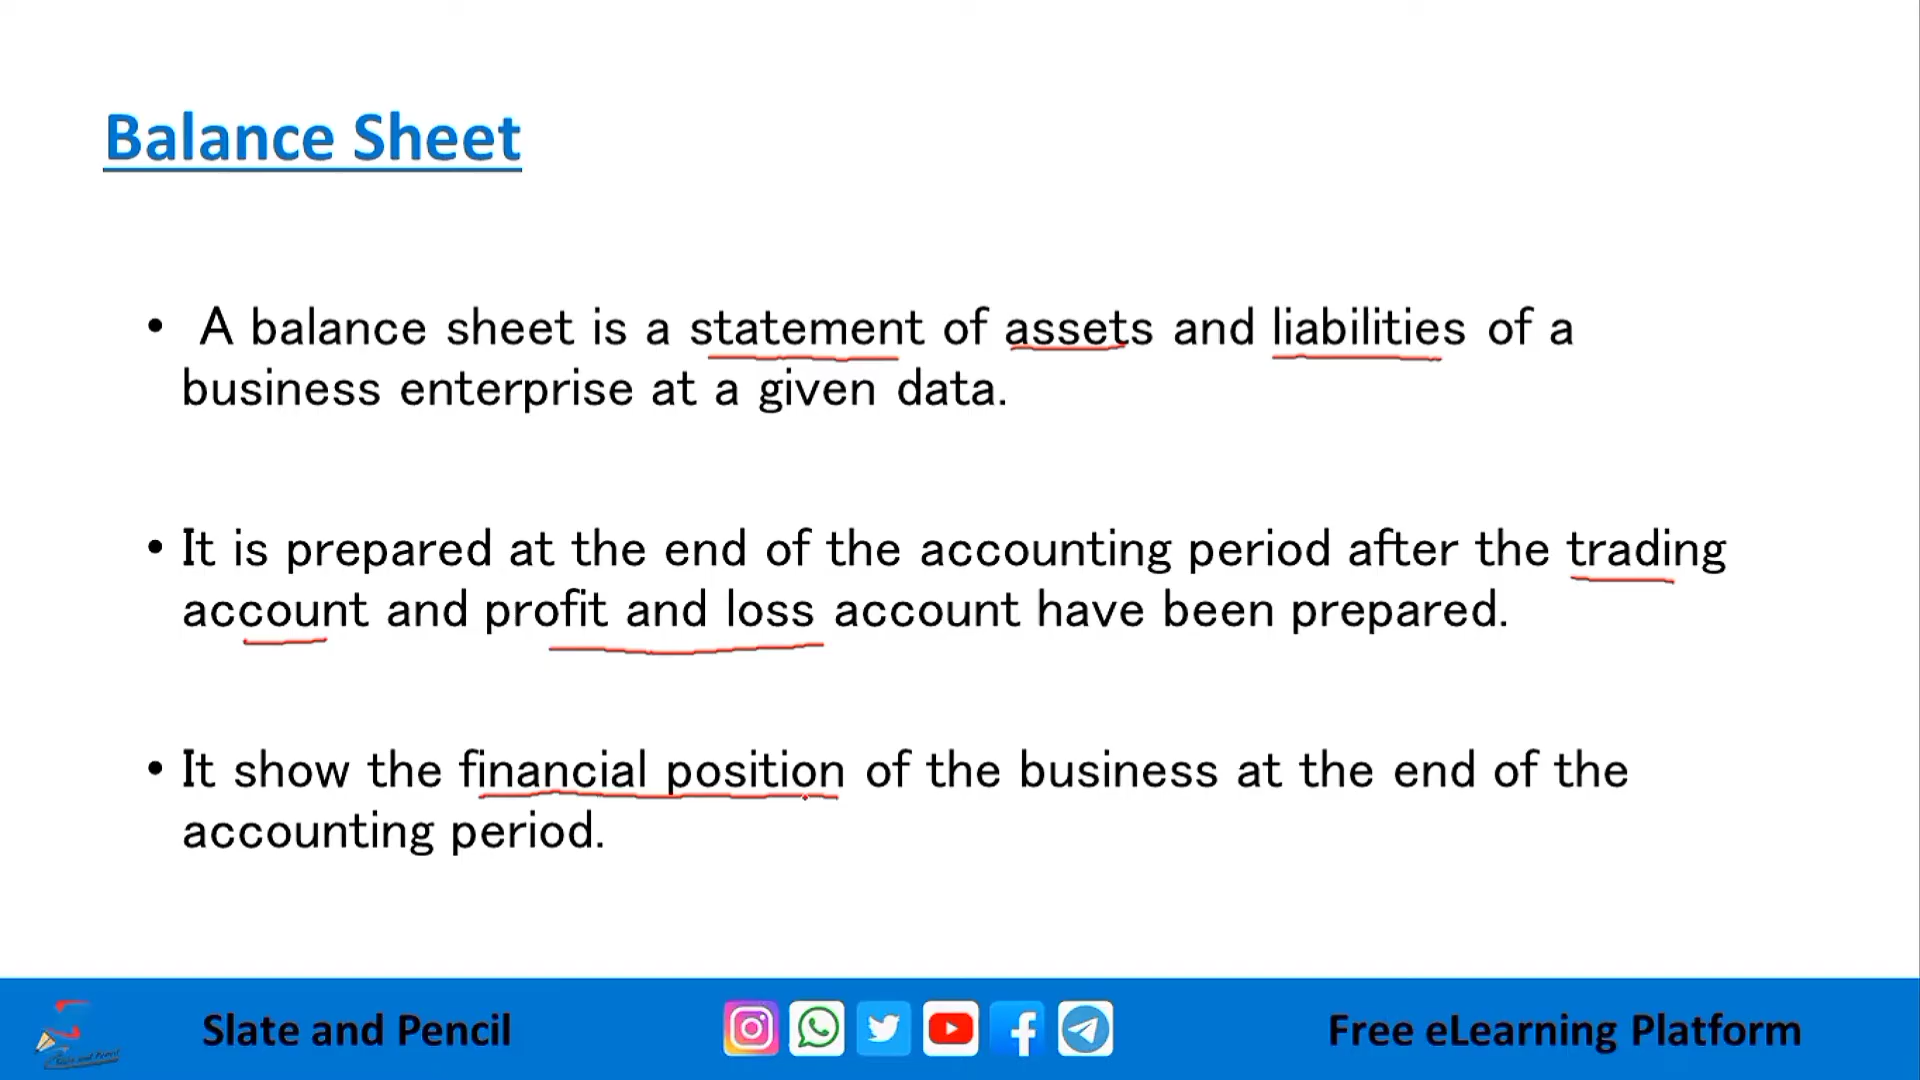 Balance Sheet
• A balance sheet is a statement of assets and liabilities of a
business enterprise at a given data.
• It is prepared at the end of the accounting period after the trading
account and profit and loss account have been prepared.
• It show the financial position of the business at the end of the
accounting period.
Slate and Pencil
Slate and Pencil
Free eLearning Platform